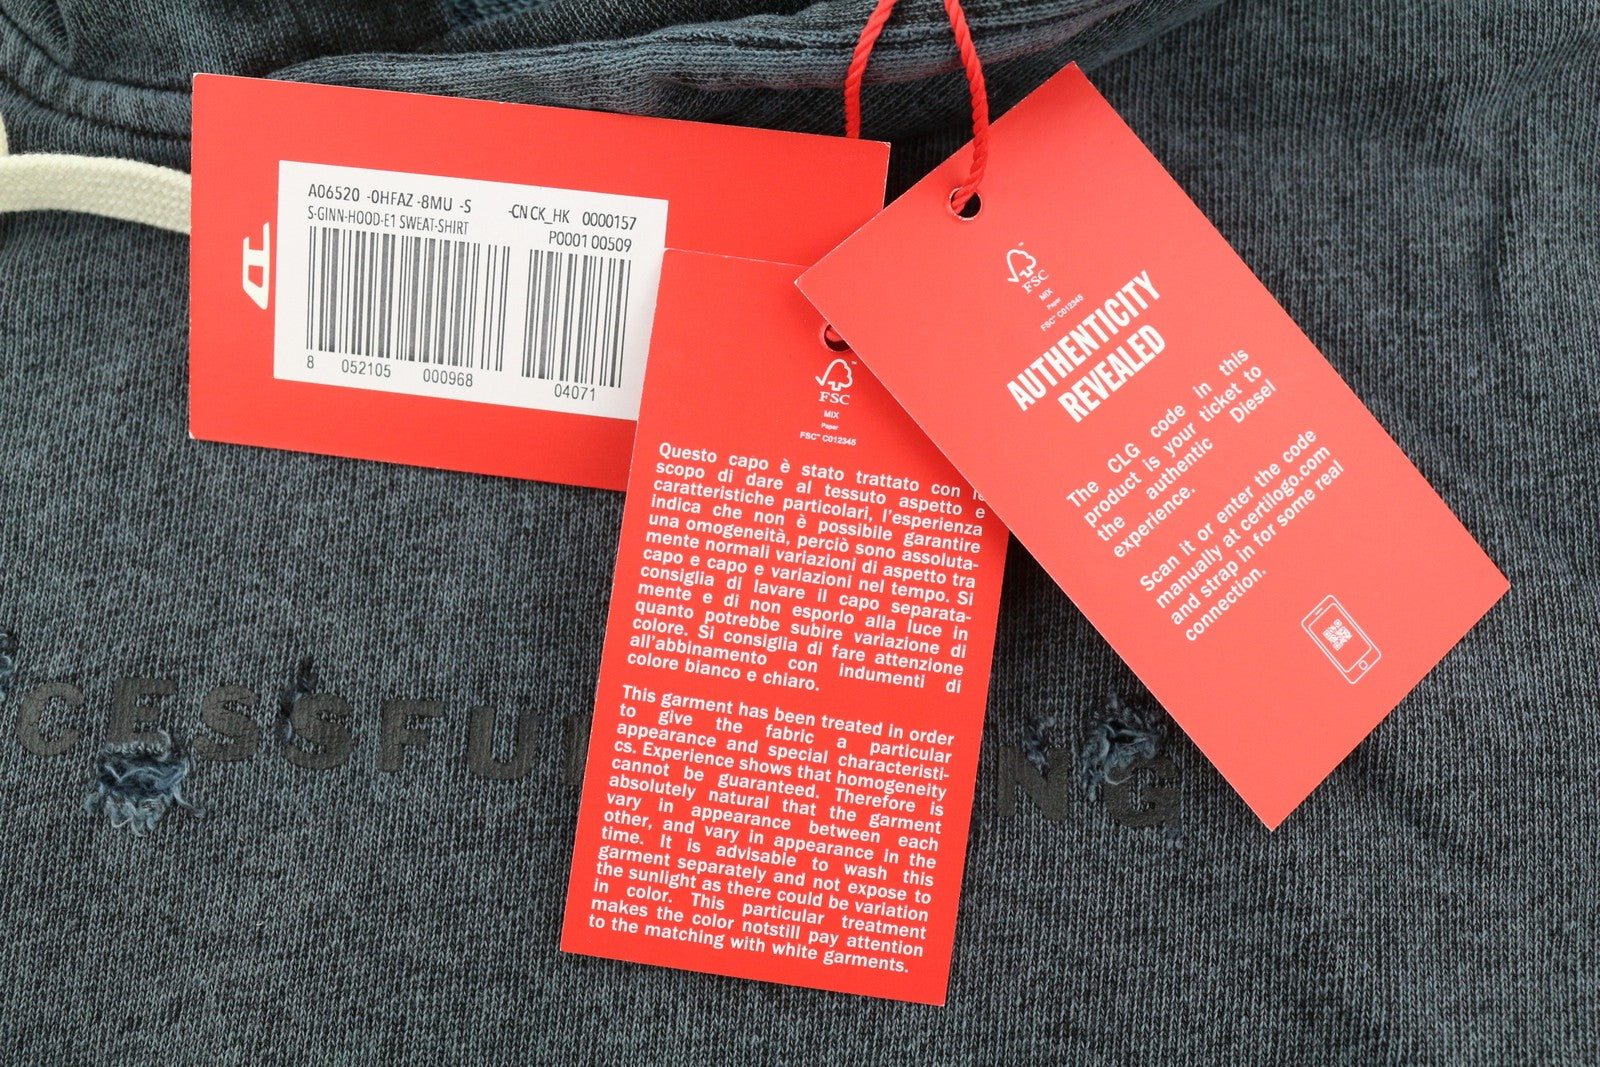 A06520 -0HFAZ -8MU -S
-CN CK_HK 0000157
S-GINN-HOOD-E1 SWEAT-SHIRT
P0001 00509
8 052105 000968
04071
D
FSC™
MIX
Paper
FSC™ C012345
Questo capo è stato trattato con le
scopo di dare al tessuto aspetto e
caratteristiche particolari, l'esperienza
indica che non è possibile garantire
una omogeneità, perciò sono assoluta-
mente normali variazioni di aspetto tra
capo e capo e variazioni nel tempo. Si
consiglia di lavare il capo separata-
mente e di non esporlo alla luce in
quanto potrebbe subire variazione di
colore. Si consiglia di fare attenzione
all'abbinamento con indumenti di
colore bianco e chiaro.
This garment has been treated in order
to give the fabric a particular
appearance and special characteristi-
cs. Experience shows that homogeneity
cannot be guaranteed. Therefore is
absolutely natural that the garment
vary in appearance between each
other, and vary in appearance in the
time. It is advisable to wash this
garment separately and not expose to
the sunlight as there could be variation
in color. This particular treatment
makes the color notstill pay attention
to the matching with white garments.
FSC™
MIX
Paper
FSC™ C012345
AUTHENTICITY
REVEALED
The CLG code in this
product is your ticket to
the authentic Diesel
experience.
Scan it or enter the code
manually at certilogo.com
and strap in for some real
connection.
CESSFU NG